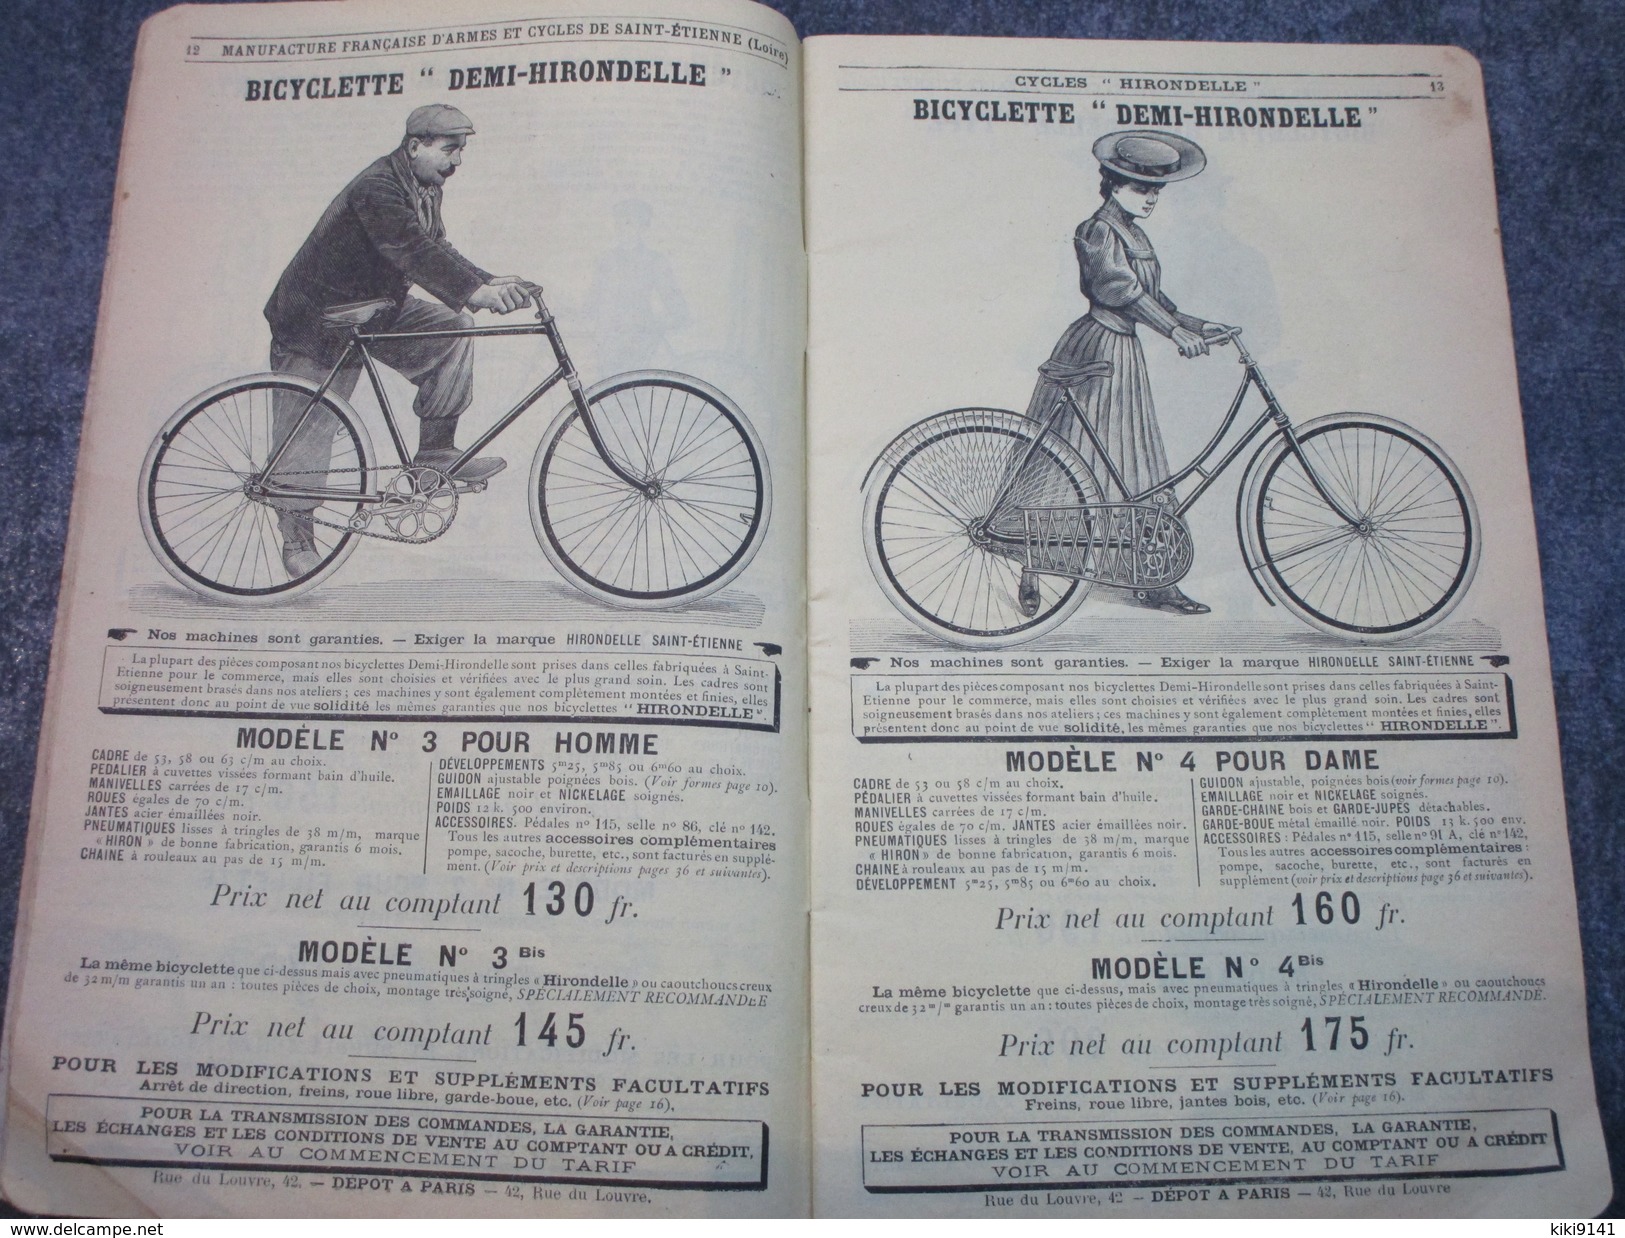 12 MANUFACTURE FRANÇAISE D'ARMES ET CYCLES DE SAINT-ÉTIENNE (Loire)
BICYCLETTE “ DEMI-HIRONDELLE ”
Nos machines sont garanties. — Exiger la marque HIRONDELLE SAINT-ÉTIENNE
La plupart des pièces composant nos bicyclettes Demi-Hirondelle sont prises dans celles fabriquées à Saint-
Etienne pour le commerce, mais elles sont choisies et vérifiées avec le plus grand soin. Les cadres sont
soigneusement brasés dans nos ateliers ; ces machines y sont également complètement montées et finies, elles
présentent donc au point de vue solidité les mêmes garanties que nos bicyclettes “ HIRONDELLE ”.
MODÈLE No 3 POUR HOMME
CADRE de 53, 58 ou 63 c/m au choix.
PÉDALIER à cuvettes vissées formant bain d'huile.
MANIVELLES carrées de 17 c/m.
ROUES égales de 70 c/m.
JANTES acier émaillées noir.
PNEUMATIQUES lisses à tringles de 38 m/m, marque
« HIRON » de bonne fabrication, garantis 6 mois.
CHAINE à rouleaux au pas de 15 m/m.
DÉVELOPPEMENTS 5m25, 5m85 ou 6m60 au choix.
GUIDON ajustable poignées bois. (Voir formes page 10).
EMAILLAGE noir et NICKELAGE soignés.
POIDS 12 k. 500 environ.
ACCESSOIRES. Pédales no 115, selle no 86, clé no 142.
Tous les autres accessoires complémentaires
pompe, sacoche, burette, etc., sont facturés en supplé-
ment. (Voir prix et descriptions pages 36 et suivantes).
Prix net au comptant 130 fr.
MODÈLE No 3 Bis
La même bicyclette que ci-dessus mais avec pneumatiques à tringles « Hirondelle » ou caoutchoucs creux
de 32 m/m garantis un an : toutes pièces de choix, montage très soigné, SPÉCIALEMENT RECOMMANDÉE
Prix net au comptant 145 fr.
POUR LES MODIFICATIONS ET SUPPLÉMENTS FACULTATIFS
Arrêt de direction, freins, roue libre, garde-boue, etc. (Voir page 16),
POUR LA TRANSMISSION DES COMMANDES, LA GARANTIE,
LES ÉCHANGES ET LES CONDITIONS DE VENTE AU COMPTANT OU A CRÉDIT,
VOIR AU COMMENCEMENT DU TARIF
Rue du Louvre, 42. — DÉPOT A PARIS — 42, Rue du Louvre.
CYCLES “ HIRONDELLE ” 13
BICYCLETTE “ DEMI-HIRONDELLE ”
Nos machines sont garanties. — Exiger la marque HIRONDELLE SAINT-ÉTIENNE
La plupart des pièces composant nos bicyclettes Demi-Hirondelle sont prises dans celles fabriquées à Saint-
Etienne pour le commerce, mais elles sont choisies et vérifiées avec le plus grand soin. Les cadres sont
soigneusement brasés dans nos ateliers ; ces machines y sont également complètement montées et finies, elles
présentent donc au point de vue solidité, les mêmes garanties que nos bicyclettes “ HIRONDELLE ”.
MODÈLE No 4 POUR DAME
CADRE de 53 ou 58 c/m au choix.
PÉDALIER à cuvettes vissées formant bain d'huile.
MANIVELLES carrées de 17 c/m.
ROUES égales de 70 c/m. JANTES acier émaillées noir.
PNEUMATIQUES lisses à tringles de 38 m/m, marque
« HIRON » de bonne fabrication, garantis 6 mois.
CHAINE à rouleaux au pas de 15 m/m.
DÉVELOPPEMENT 5m25, 5m85 ou 6m60 au choix.
GUIDON ajustable, poignées bois (voir formes page 10).
EMAILLAGE noir et NICKELAGE soignés.
GARDE-CHAINE bois et GARDE-JUPES détachables.
GARDE-BOUE métal émaillé noir. POIDS 13 k. 500 env.
ACCESSOIRES : Pédales no 115, selle no 91 A, clé no 142,
Tous les autres accessoires complémentaires :
pompe, sacoche, burette, etc., sont facturés en
supplément (voir prix et descriptions page 36 et suivantes).
Prix net au comptant 160 fr.
MODÈLE No 4 Bis
La même bicyclette que ci-dessus, mais avec pneumatiques à tringles « Hirondelle » ou caoutchoucs
creux de 32 m/m garantis un an : toutes pièces de choix, montage très soigné, SPÉCIALEMENT RECOMMANDÉ.
Prix net au comptant 175 fr.
POUR LES MODIFICATIONS ET SUPPLÉMENTS FACULTATIFS
Freins, roue libre, jantes bois, etc. (Voir page 16).
POUR LA TRANSMISSION DES COMMANDES, LA GARANTIE,
LES ÉCHANGES ET LES CONDITIONS DE VENTE, AU COMPTANT OU A CRÉDIT
VOIR AU COMMENCEMENT DU TARIF
Rue du Louvre, 42 — DÉPOT A PARIS — 42, Rue du Louvre
delcampe.net
kiki9141